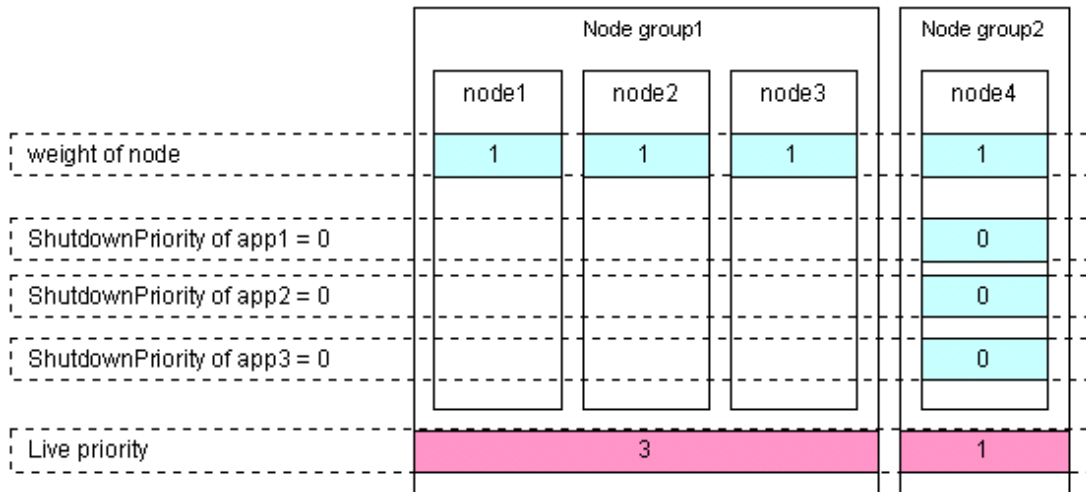 Node group1 Node group2
node1 node2 node3 node4
weight of node 1 1 1 1
ShutdownPriority of app1 = 0 0
ShutdownPriority of app2 = 0 0
ShutdownPriority of app3 = 0 0
Live priority 3 1